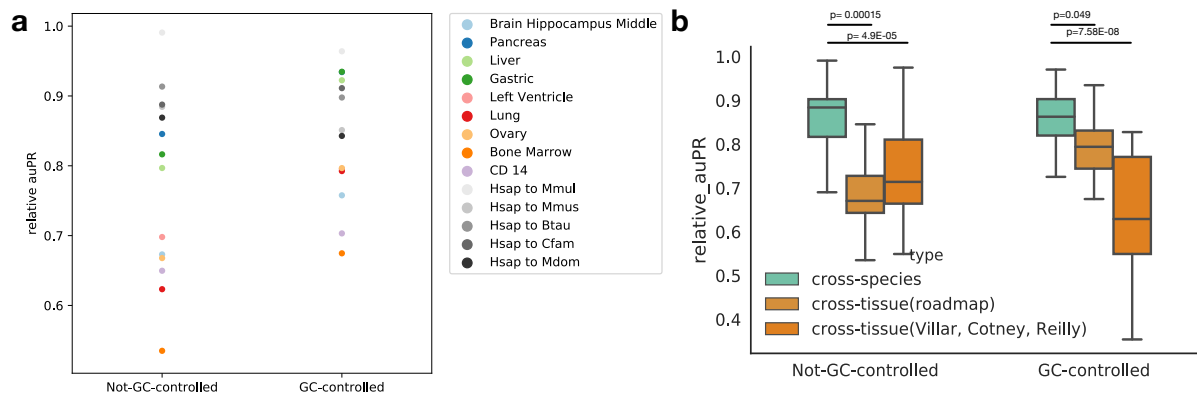 a
1.0
0.9
0.8
0.7
0.6
relative auPR
Not-GC-controlled
GC-controlled
Brain Hippocampus Middle
Pancreas
Liver
Gastric
Left Ventricle
Lung
Ovary
Bone Marrow
CD 14
Hsap to Mmul
Hsap to Mmus
Hsap to Btau
Hsap to Cfam
Hsap to Mdom
b
p= 0.00015
p= 4.9E-05
p=0.049
p=7.58E-08
1.0
0.9
0.8
0.7
0.6
0.5
0.4
relative_auPR
type
cross-species
cross-tissue(roadmap)
cross-tissue(Villar, Cotney, Reilly)
Not-GC-controlled
GC-controlled